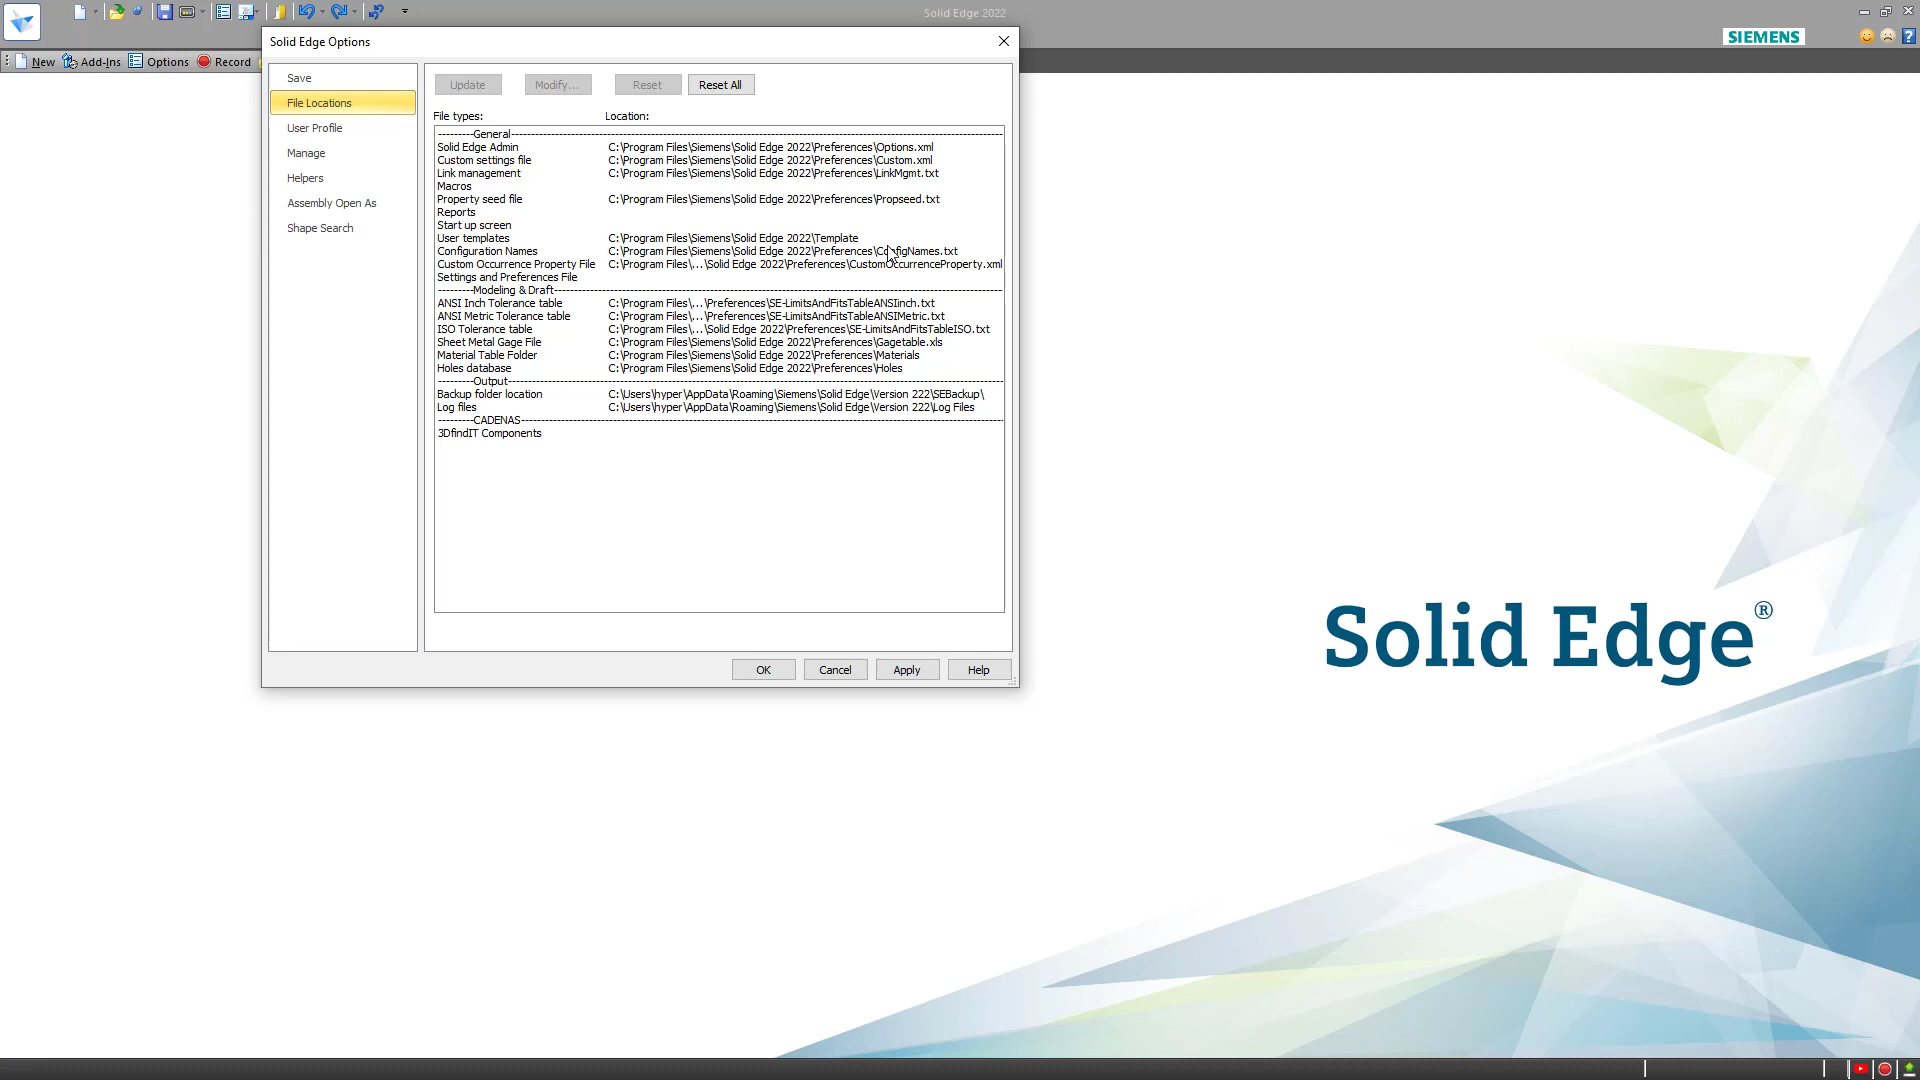 Solid Edge 2022
SIEMENS
Solid Edge Options
New
Add-Ins
Options
Record
Save
File Locations
User Profile
Manage
Helpers
Assembly Open As
Shape Search
Update
Modify...
Reset
Reset All
File types:
Location:
---------General---------
Solid Edge Admin C:\Program Files\Siemens\Solid Edge 2022\Preferences\Options.xml
Custom settings file C:\Program Files\Siemens\Solid Edge 2022\Preferences\Custom.xml
Link management C:\Program Files\Siemens\Solid Edge 2022\Preferences\LinkMgmt.txt
Macros
Property seed file C:\Program Files\Siemens\Solid Edge 2022\Preferences\Propseed.txt
Reports
Start up screen
User templates C:\Program Files\Siemens\Solid Edge 2022\Template
Configuration Names C:\Program Files\Siemens\Solid Edge 2022\Preferences\ConfigNames.txt
Custom Occurrence Property File C:\Program Files\...\Solid Edge 2022\Preferences\CustomOccurrenceProperty.xml
Settings and Preferences File
---------Modeling & Draft---------
ANSI Inch Tolerance table C:\Program Files\...\Preferences\SE-LimitsAndFitsTableANSIInch.txt
ANSI Metric Tolerance table C:\Program Files\...\Preferences\SE-LimitsAndFitsTableANSIMetric.txt
ISO Tolerance table C:\Program Files\...\Solid Edge 2022\Preferences\SE-LimitsAndFitsTableISO.txt
Sheet Metal Gage File C:\Program Files\Siemens\Solid Edge 2022\Preferences\Gagetable.xls
Material Table Folder C:\Program Files\Siemens\Solid Edge 2022\Preferences\Materials
Holes database C:\Program Files\Siemens\Solid Edge 2022\Preferences\Holes
---------Output---------
Backup folder location C:\Users\hyper\AppData\Roaming\Siemens\Solid Edge\Version 222\SEBackup\
Log files C:\Users\hyper\AppData\Roaming\Siemens\Solid Edge\Version 222\Log Files
---------CADENAS---------
3DfindIT Components
OK
Cancel
Apply
Help
Solid Edge®